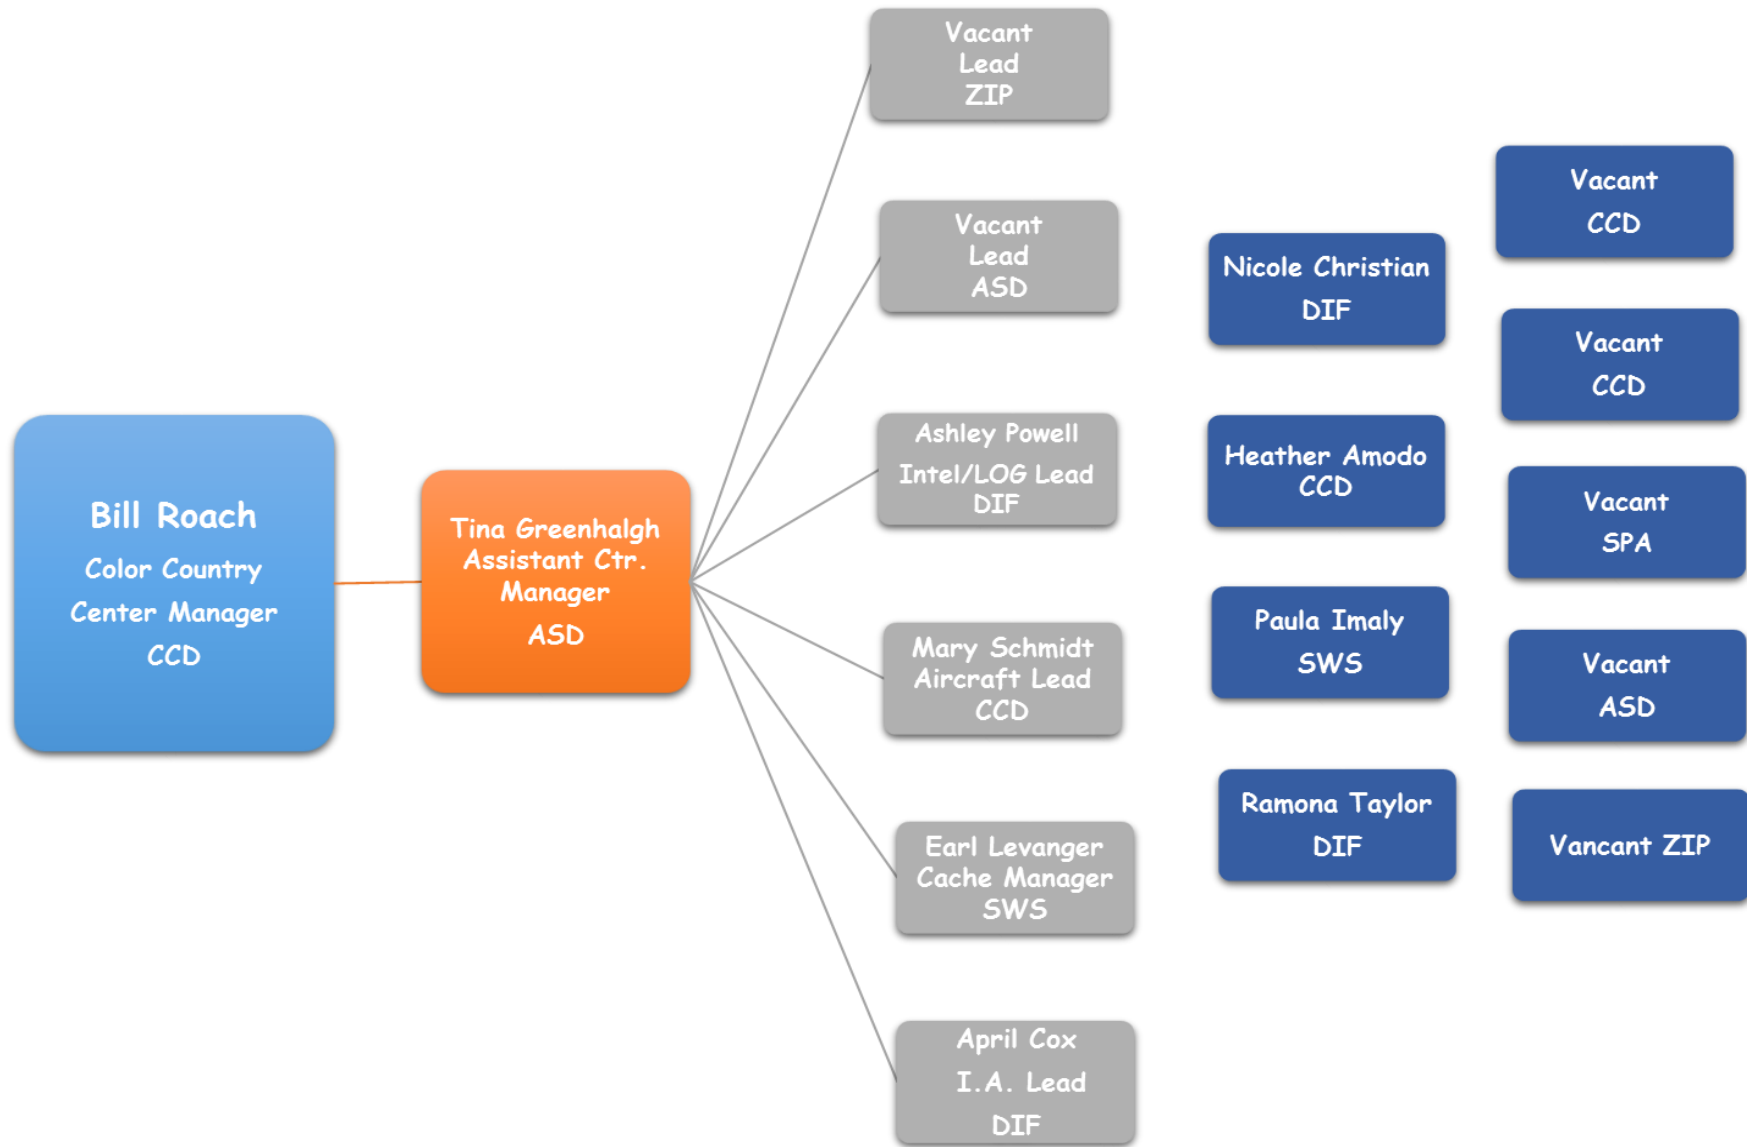 Bill Roach
Color Country
Center Manager
CCD
Tina Greenhalgh
Assistant Ctr.
Manager
ASD
Vacant
Lead
ZIP
Vacant
Lead
ASD
Ashley Powell
Intel/LOG Lead
DIF
Mary Schmidt
Aircraft Lead
CCD
Earl Levanger
Cache Manager
SWS
April Cox
I.A. Lead
DIF
Nicole Christian
DIF
Heather Amodo
CCD
Paula Imaly
SWS
Ramona Taylor
DIF
Vacant
CCD
Vacant
CCD
Vacant
SPA
Vacant
ASD
Vancant ZIP